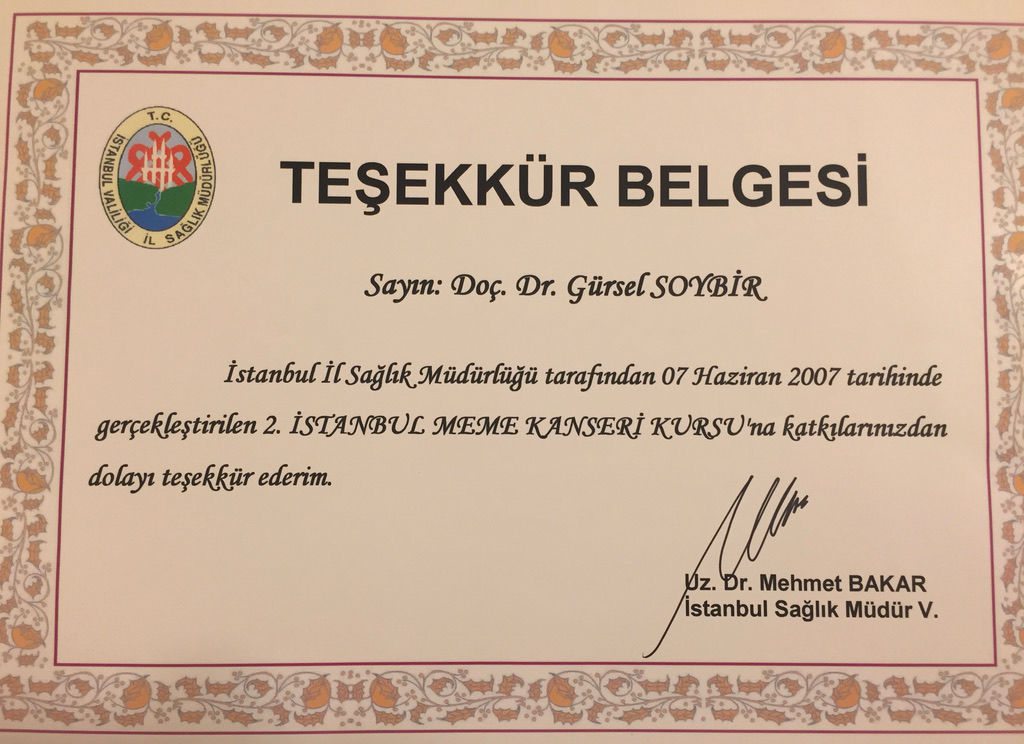 T.C.
İSTANBUL VALİLİĞİ İL SAĞLIK MÜDÜRLÜĞÜ
TEŞEKKÜR BELGESİ
Sayın: Doç. Dr. Gürsel SOYBİR
İstanbul İl Sağlık Müdürlüğü tarafından 07 Haziran 2007 tarihinde
gerçekleştirilen 2. İSTANBUL MEME KANSERİ KURSU'na katkılarınızdan
dolayı teşekkür ederim.
Uz. Dr. Mehmet BAKAR
İstanbul Sağlık Müdür V.